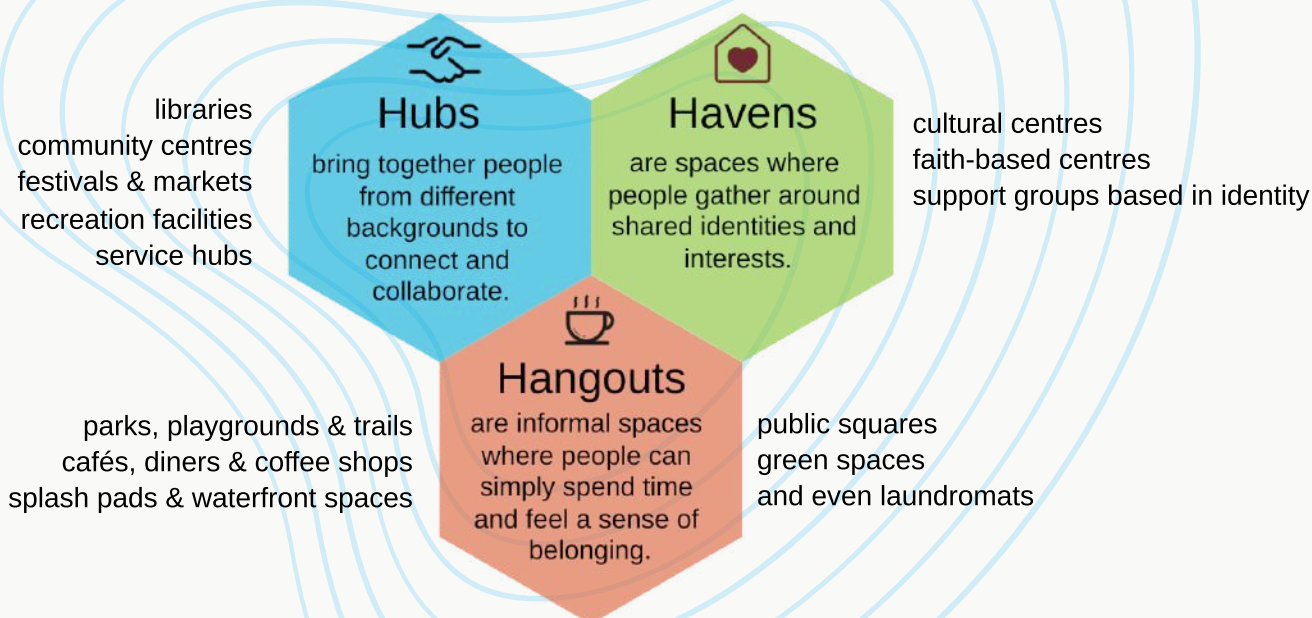 libraries
community centres
festivals & markets
recreation facilities
service hubs
Hubs
bring together people
from different
backgrounds to
connect and
collaborate.
Havens
are spaces where
people gather around
shared identities and
interests.
cultural centres
faith-based centres
support groups based in identity
parks, playgrounds & trails
cafés, diners & coffee shops
splash pads & waterfront spaces
Hangouts
are informal spaces
where people can
simply spend time
and feel a sense of
belonging.
public squares
green spaces
and even laundromats